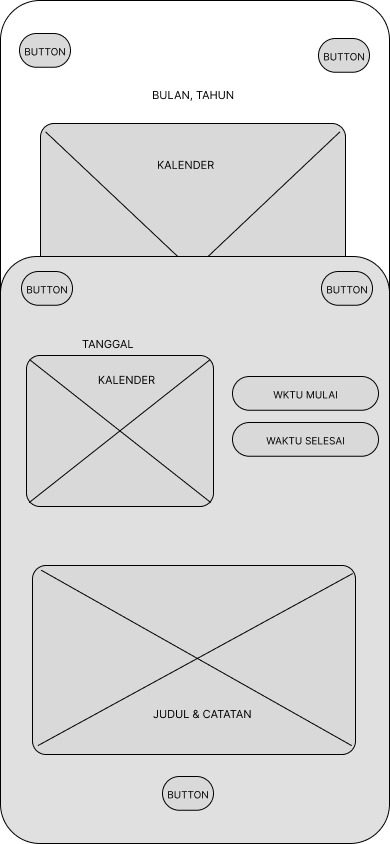 BUTTON
BUTTON
BULAN, TAHUN
KALENDER
BUTTON
BUTTON
TANGGAL
KALENDER
WKTU MULAI
WAKTU SELESAI
JUDUL & CATATAN
BUTTON